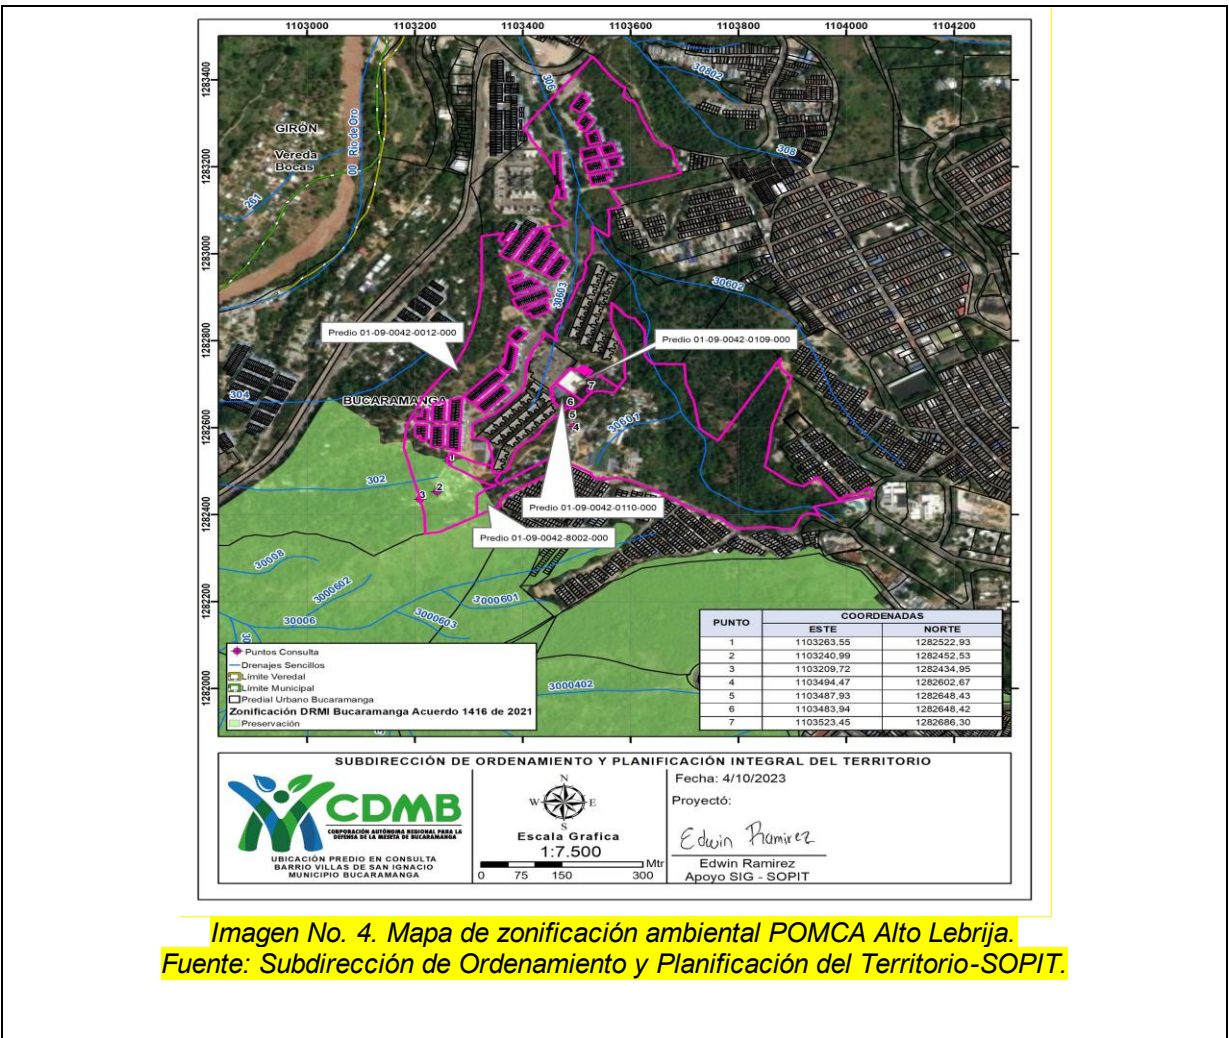 1103000 1103200 1103400 1103600 1103800 1104000 1104200
1283400
1283200
1283000
1282800
1282600
1282400
1282200
1282000
GIRÓN
Vereda
Bocas
00 Rio de Oro
261
306
30802
308
30602
30603
304
Predio 01-09-0042-0012-000
Predio 01-09-0042-0109-000
BUCARAMANGA
7
6
5
4
30601
1
302
2
3
Predio 01-09-0042-0110-000
Predio 01-09-0042-8002-000
30008
3000602
3000601
30006
3000603
3000402
Puntos Consulta
Drenajes Sencillos
Límite Veredal
Límite Municipal
Predial Urbano Bucaramanga
Zonificación DRMI Bucaramanga Acuerdo 1416 de 2021
Preservación
PUNTO COORDENADAS
ESTE NORTE
1 1103263,55 1282522,93
2 1103240,99 1282452,53
3 1103209,72 1282434,95
4 1103494,47 1282602,67
5 1103487,93 1282648,43
6 1103483,94 1282648,42
7 1103523,45 1282686,30
SUBDIRECCIÓN DE ORDENAMIENTO Y PLANIFICACIÓN INTEGRAL DEL TERRITORIO
CDMB
CORPORACIÓN AUTÓNOMA REGIONAL PARA LA
DEFENSA DE LA MESETA DE BUCARAMANGA
UBICACIÓN PREDIO EN CONSULTA
BARRIO VILLAS DE SAN IGNACIO
MUNICIPIO BUCARAMANGA
N
W E
S
Escala Grafica
1:7.500
Mtr
0 75 150 300
Fecha: 4/10/2023
Proyectó:
Edwin Ramirez
Edwin Ramirez
Apoyo SIG - SOPIT
Imagen No. 4. Mapa de zonificación ambiental POMCA Alto Lebrija.
Fuente: Subdirección de Ordenamiento y Planificación del Territorio-SOPIT.